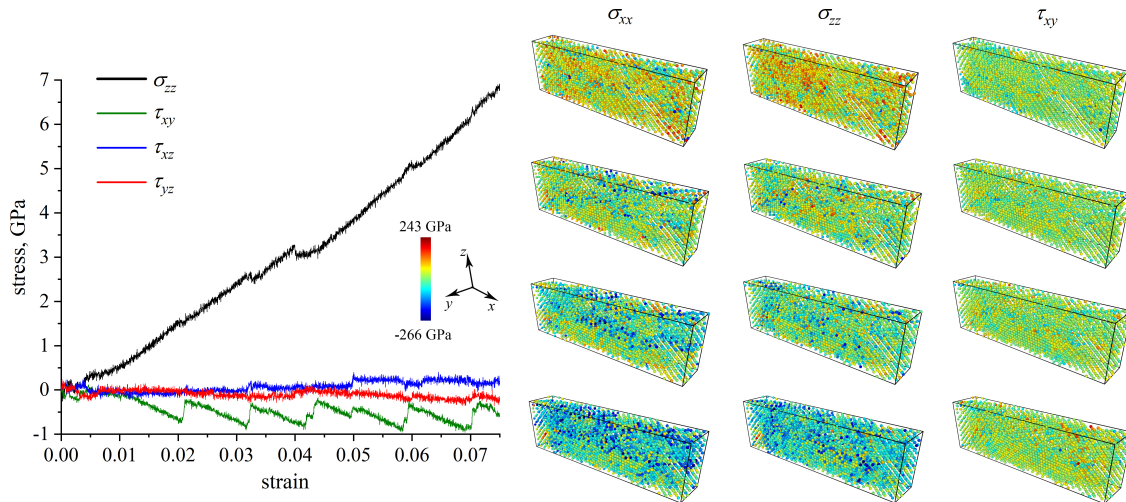 σxx
σzz
τxy
7
6
5
4
3
2
1
0
-1
stress, GPa
σzz
τxy
τxz
τyz
243 GPa
-266 GPa
z
y
x
0.00
0.01
0.02
0.03
0.04
0.05
0.06
0.07
strain